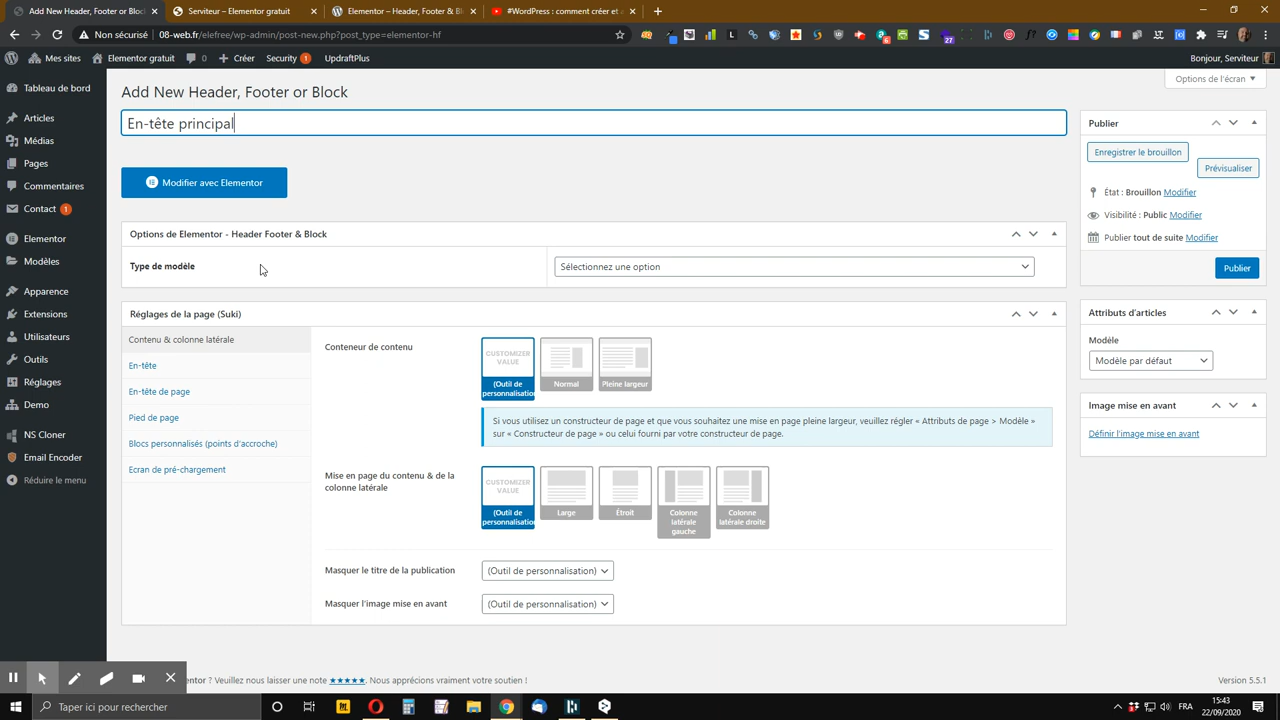 Add New Header, Footer or Bloc
Serveur – Elementor gratuit
Elementor – Header, Footer & Bl
#WordPress : comment créer et
Non sécurisé | 08-web.fr/elefree/wp-admin/post-new.php?post_type=elementor-hf
Mes sites
Elementor gratuit
0
Créer
Security 1
UpdraftPlus
Bonjour, Serviteur
Tableau de bord
Articles
Médias
Pages
Commentaires
Contact 1
Elementor
Modèles
Apparence
Extensions
Utilisateurs
Outils
Réglages
Demo
NS Cloner
Email Encoder
Réduire le menu
Options de l'écran
Add New Header, Footer or Block
En-tête principal
Modifier avec Elementor
Options de Elementor - Header Footer & Block
Type de modèle
Sélectionnez une option
Réglages de la page (Suki)
Contenu & colonne latérale
En-tête
En-tête de page
Pied de page
Blocs personnalisés (points d'accroche)
Ecran de pré-chargement
Conteneur de contenu
CUSTOMIZER
VALUE
(Outil de
personnalisation
Normal
Pleine largeur
Si vous utilisez un constructeur de page et que vous souhaitez une mise en page pleine largeur, veuillez régler « Attributs de page > Modèle »
sur « Constructeur de page » ou celui fourni par votre constructeur de page.
Mise en page du contenu & de la
colonne latérale
CUSTOMIZER
VALUE
(Outil de
personnalisation
Large
Étroit
Colonne
latérale
gauche
Colonne
latérale droite
Masquer le titre de la publication
(Outil de personnalisation)
Masquer l'image mise en avant
(Outil de personnalisation)
Publier
Enregistrer le brouillon
Prévisualiser
État : Brouillon Modifier
Visibilité : Public Modifier
Publier tout de suite Modifier
Publier
Attributs d'articles
Modèle
Modèle par défaut
Image mise en avant
Définir l'image mise en avant
entor ? Veuillez nous laisser une note ★★★★★. Nous apprécions vraiment votre soutien !
Version 5.5.1
Taper ici pour rechercher
FRA
15:43
22/09/2020